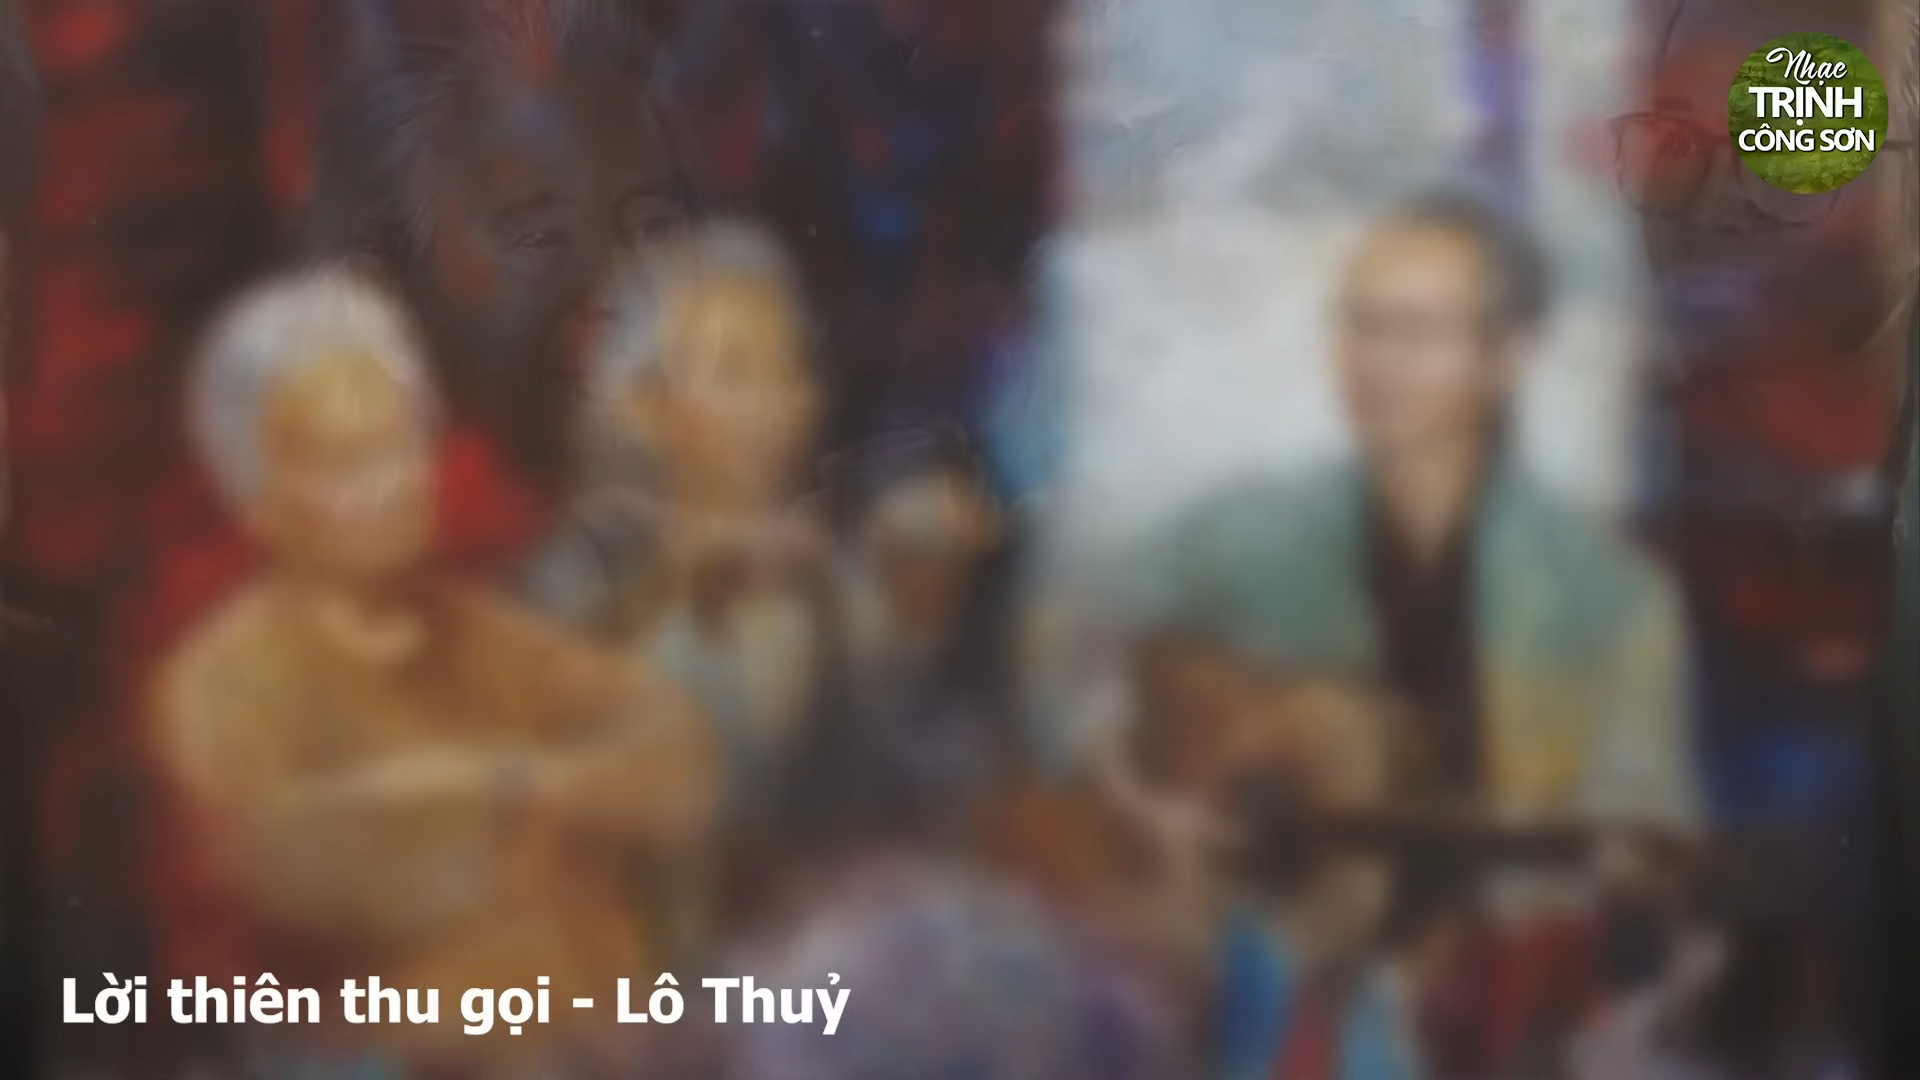 Nhạc
TRỊNH
CÔNG SƠN
Lời thiên thu gọi - Lô Thuỷ